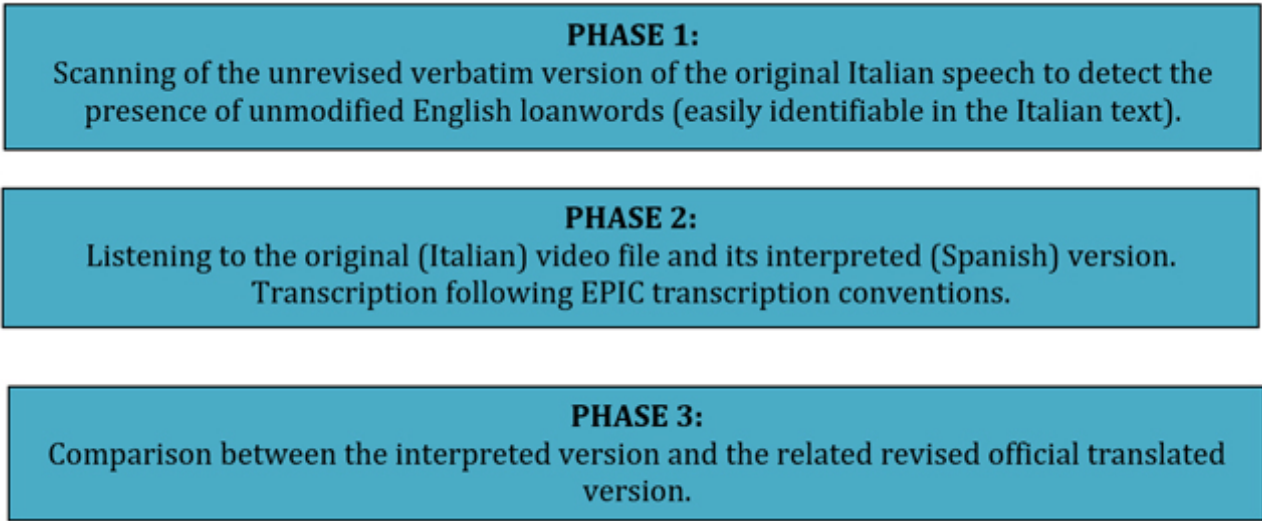 PHASE 1:
Scanning of the unrevised verbatim version of the original Italian speech to detect the
presence of unmodified English loanwords (easily identifiable in the Italian text).
PHASE 2:
Listening to the original (Italian) video file and its interpreted (Spanish) version.
Transcription following EPIC transcription conventions.
PHASE 3:
Comparison between the interpreted version and the related revised official translated
version.